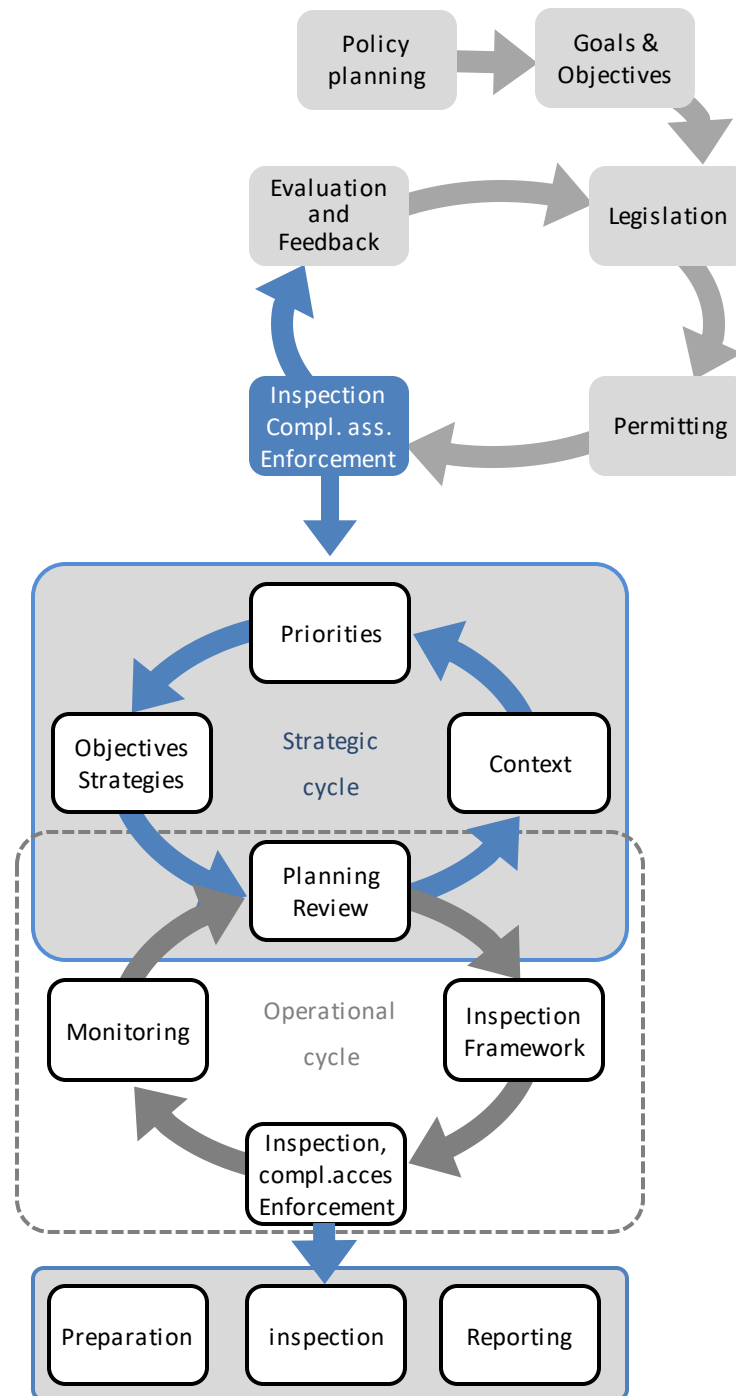 Policy
planning
Goals &
Objectives
Evaluation
and
Feedback
Legislation
Inspection
Compl. ass.
Enforcement
Permitting
Priorities
Objectives
Strategies
Strategic
cycle
Context
Planning
Review
Monitoring
Operational
cycle
Inspection
Framework
Inspection,
compl.acces
Enforcement
Preparation
inspection
Reporting